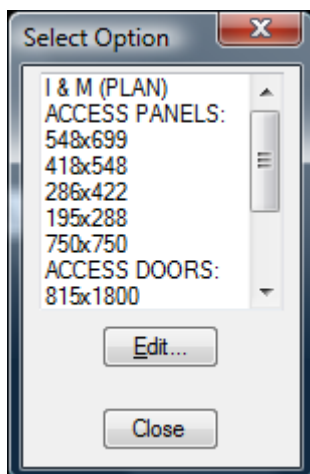 Select Option
I & M (PLAN)
ACCESS PANELS:
548x699
418x548
286x422
195x288
750x750
ACCESS DOORS:
815x1800
Edit...
Close